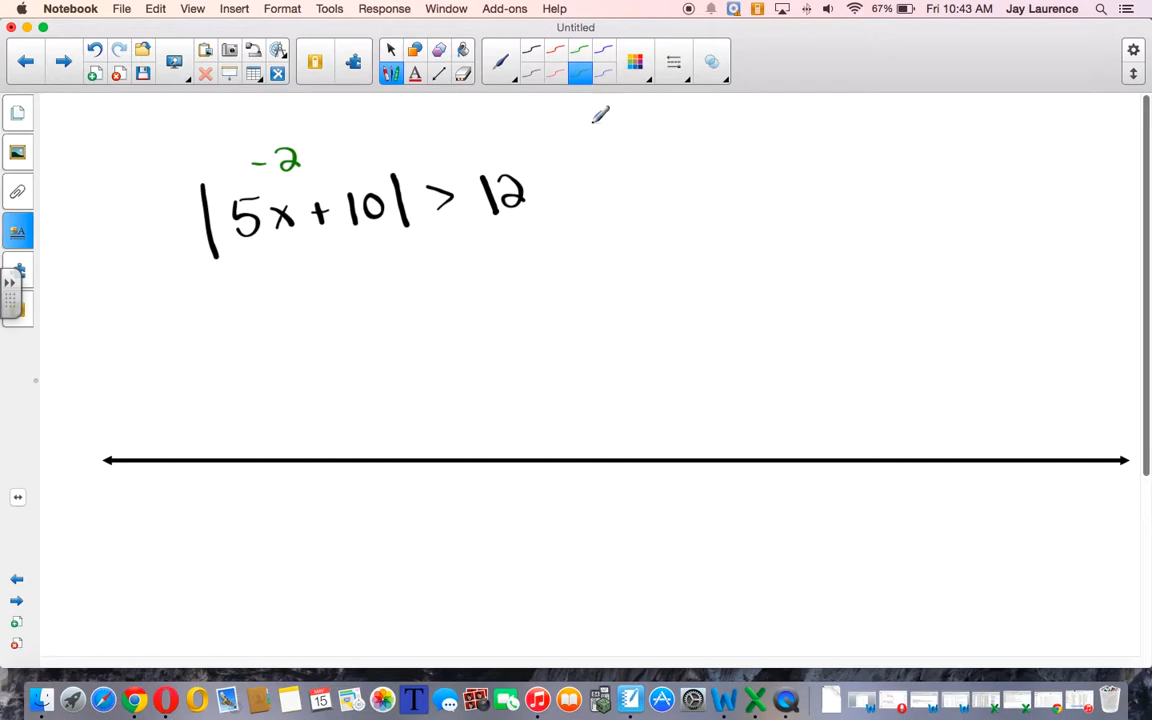 Notebook File Edit View Insert Format Tools Response Window Add-ons Help 67% Fri 10:43 AM Jay Laurence
Untitled
-2
|5x+10| > 12